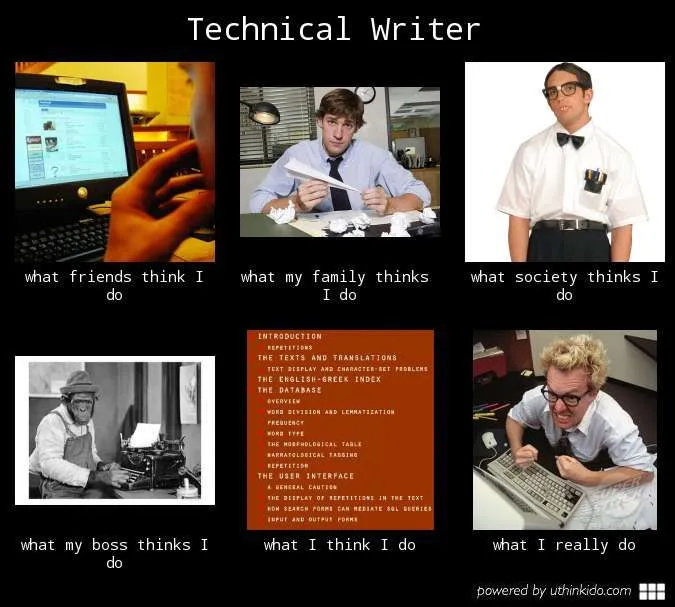 Technical Writer
what friends think I
do
what my family thinks
I do
what society thinks I
do
INTRODUCTION
REPETITIONS
THE TEXTS AND TRANSLATIONS
TEXT DISPLAY AND CHARACTER-SET PROBLEMS
THE ENGLISH-GREEK INDEX
THE DATABASE
OVERVIEW
WORD DIVISION AND LEMMATIZATION
FREQUENCY
WORD TYPE
THE MORPHOLOGICAL TABLE
NARRATOLOGICAL TAGGING
REPETITION
THE USER INTERFACE
A GENERAL CAUTION
THE DISPLAY OF REPETITIONS IN THE TEXT
HOW SEARCH FORMS CAN MEDIATE SQL QUERIES
INPUT AND OUTPUT FORMS
what my boss thinks I
do
what I think I do
what I really do
powered by uthinkido.com